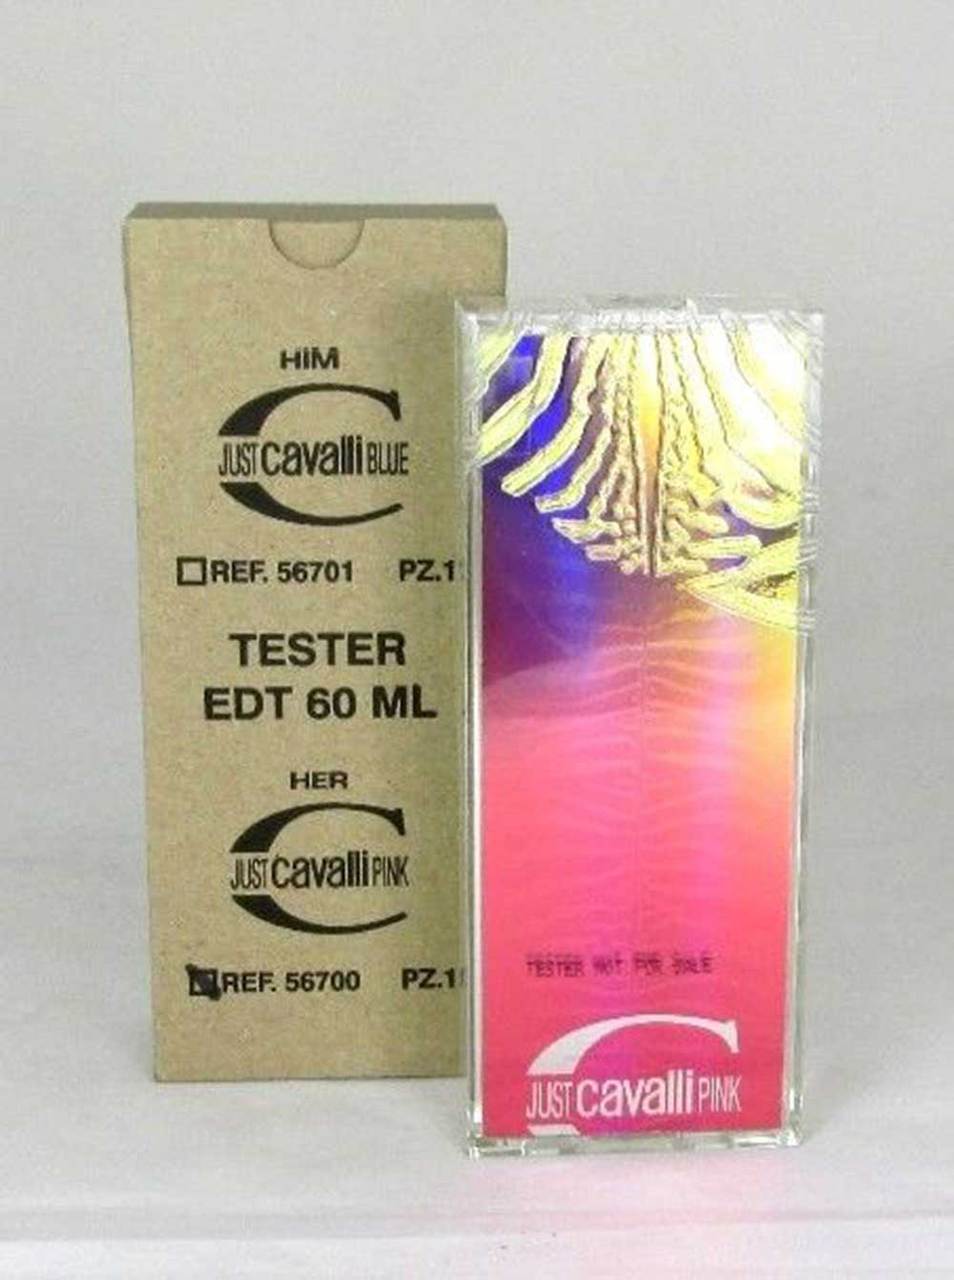 HIM
JUST cavalli BLUE
REF. 56701 PZ.1
TESTER
EDT 60 ML
HER
JUST cavalli PINK
REF. 56700 PZ.1
TESTER NOT FOR SALE
JUST cavalli PINK